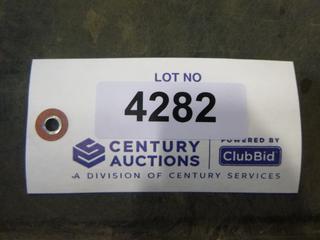 LOT NO
4282
CENTURY
AUCTIONS
POWERED BY
ClubBid
A DIVISION OF CENTURY SERVICES